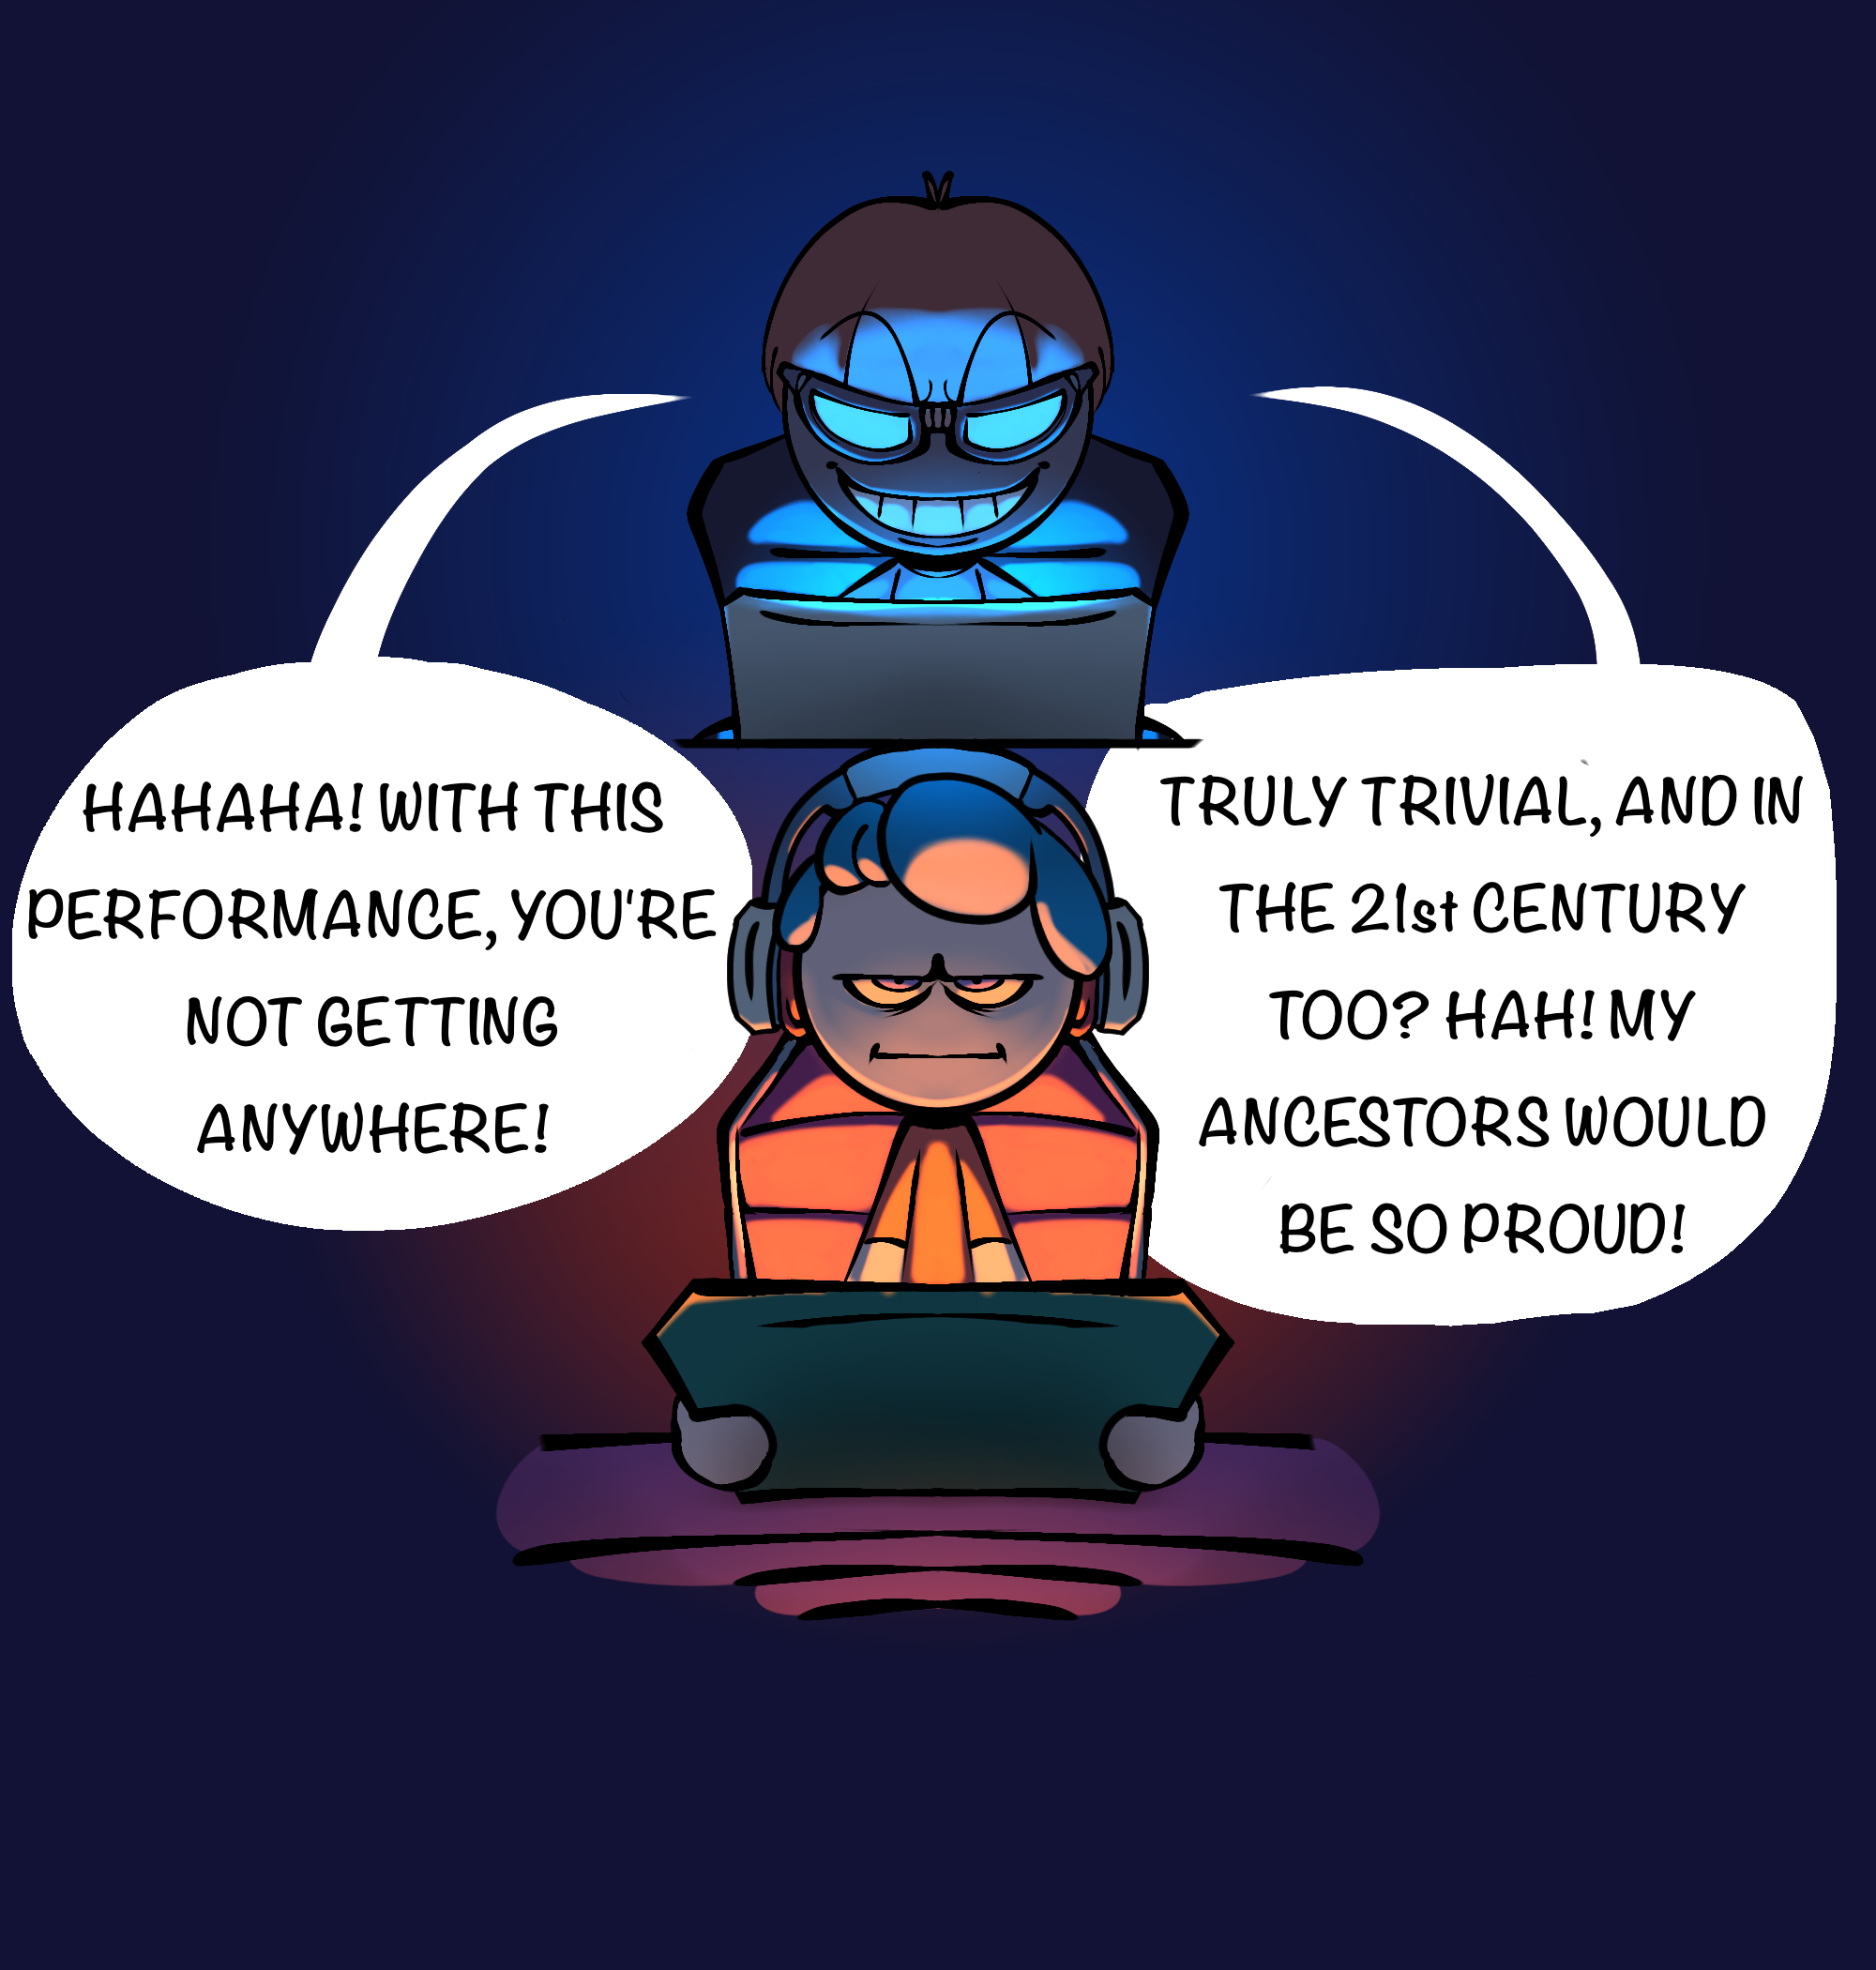 HAHAHA! WITH THIS
PERFORMANCE, YOU'RE
NOT GETTING
ANYWHERE!
TRULY TRIVIAL, AND IN
THE 21st CENTURY
TOO? HAH! MY
ANCESTORS WOULD
BE SO PROUD!